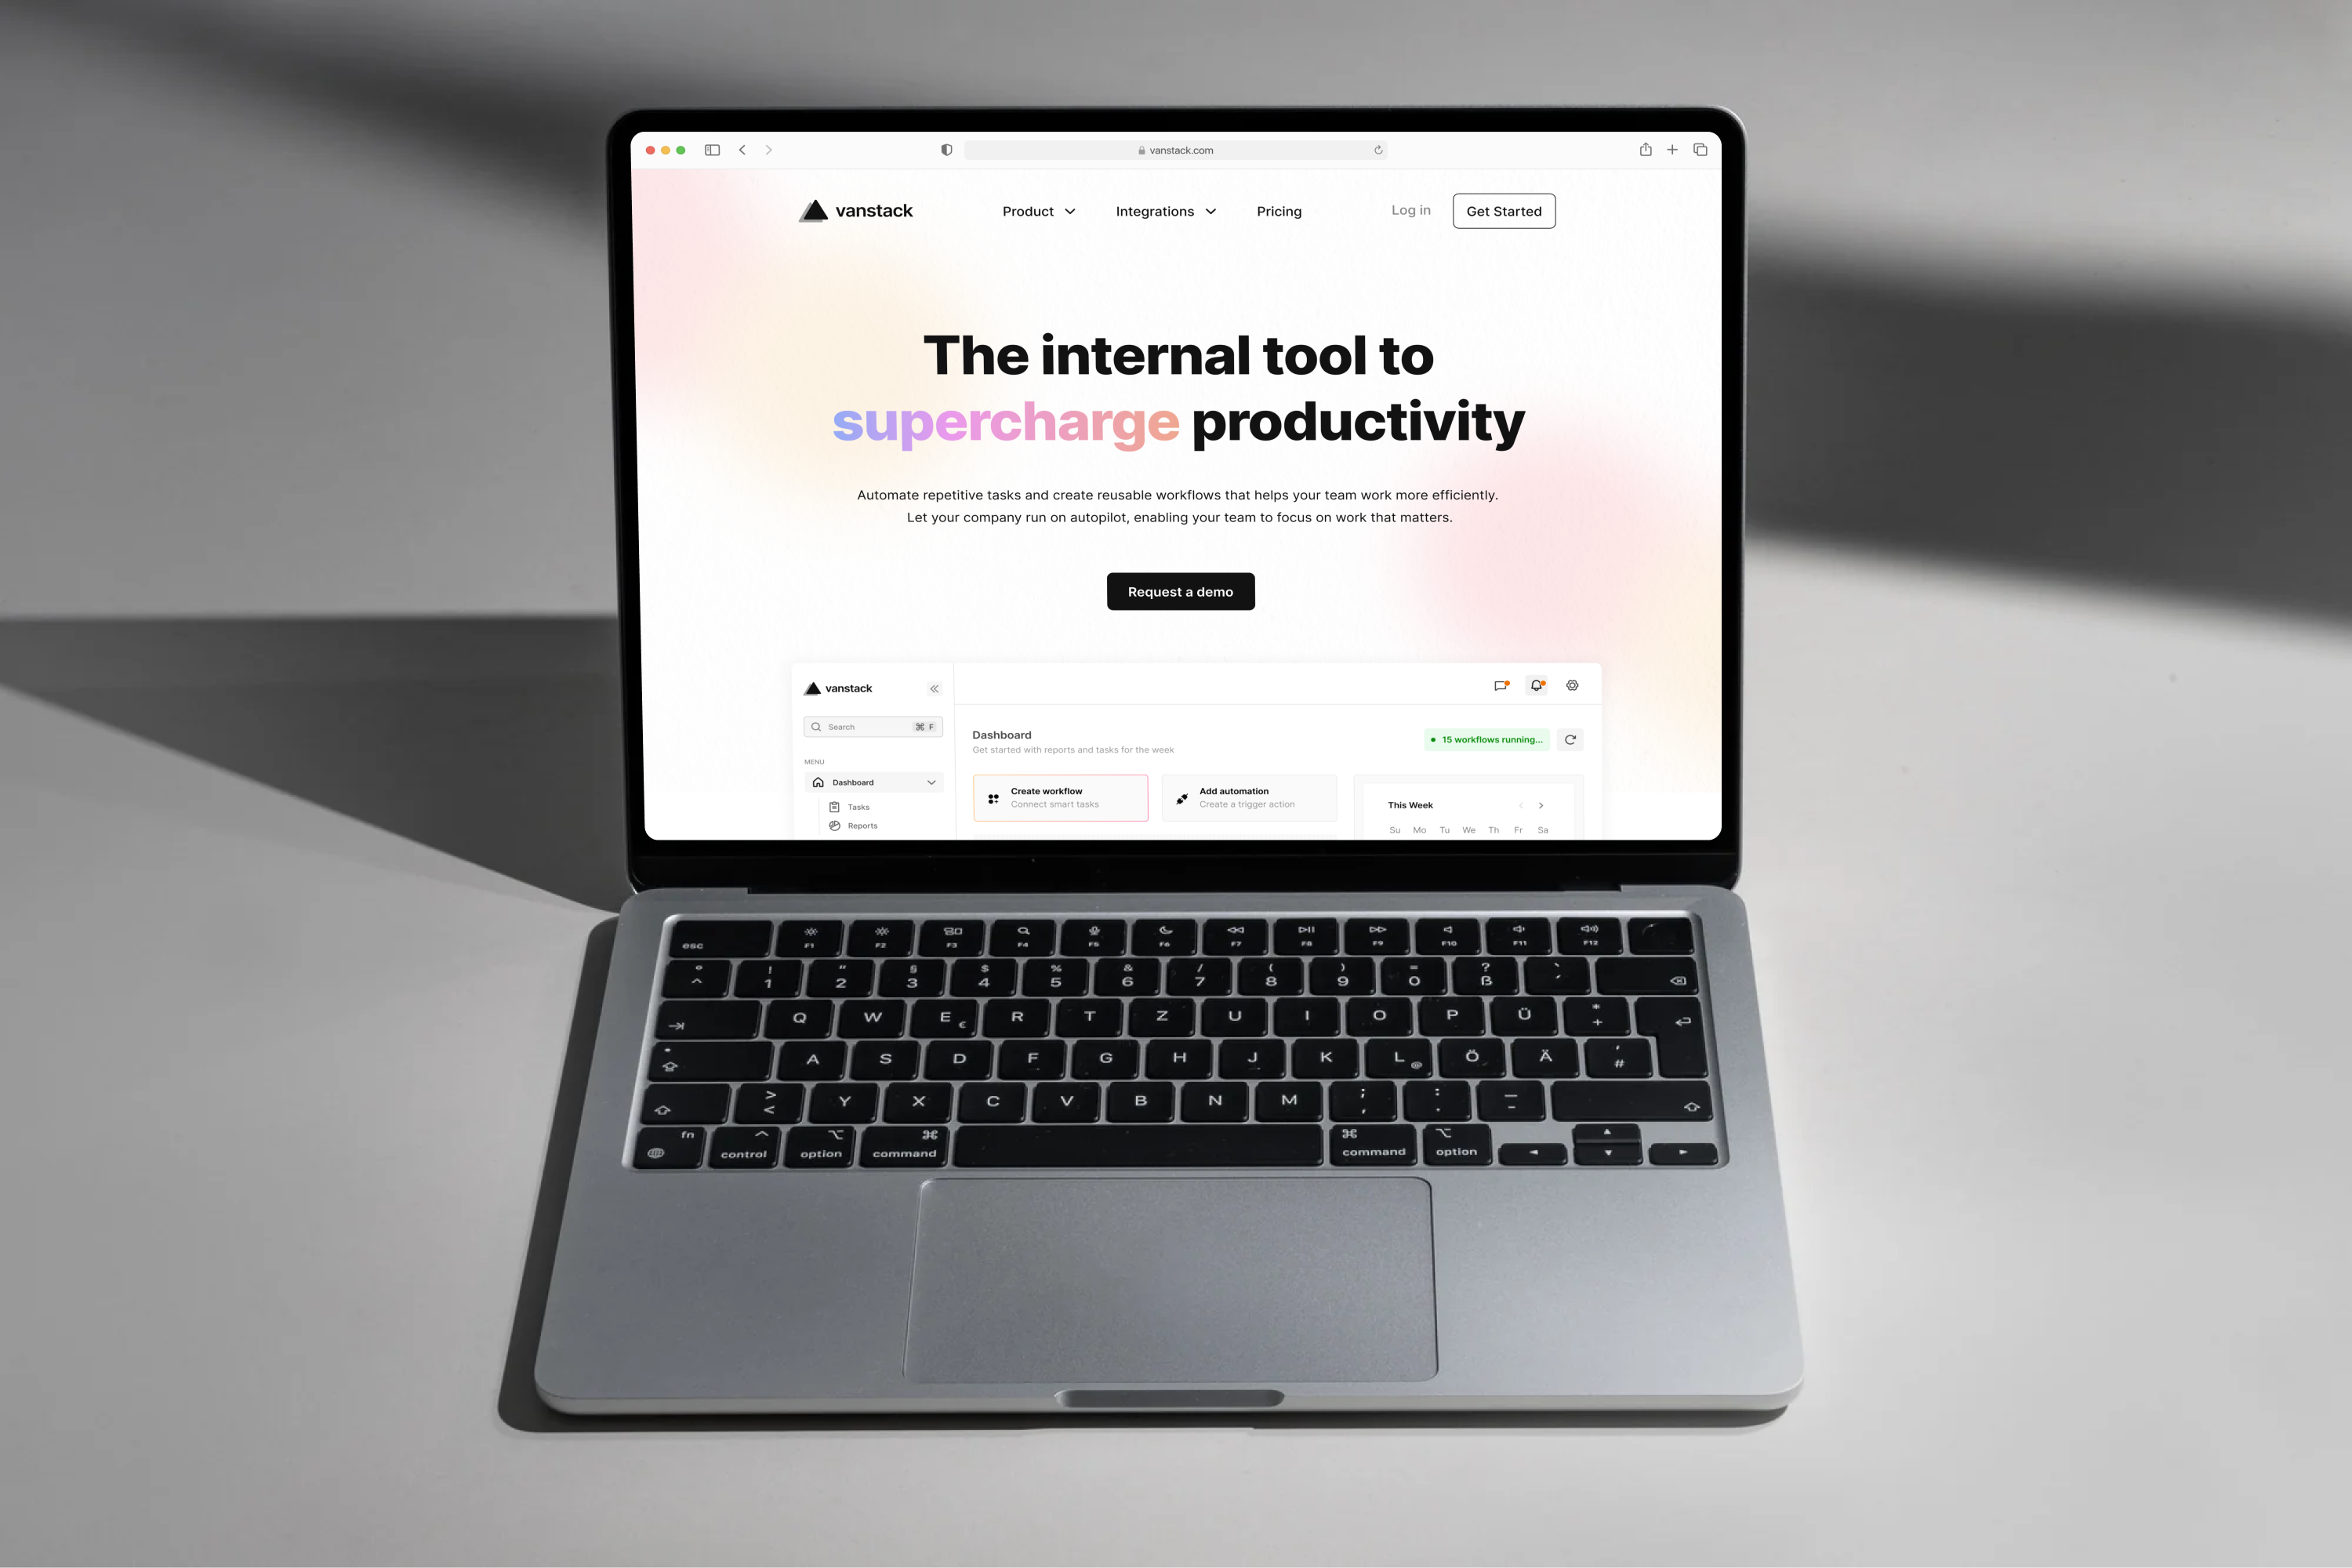 vanstack.com
vanstack Product Integrations Pricing Log in Get Started
The internal tool to
supercharge productivity
Automate repetitive tasks and create reusable workflows that helps your team work more efficiently.
Let your company run on autopilot, enabling your team to focus on work that matters.
Request a demo
vanstack
Search ⌘ F
MENU
Dashboard
Tasks
Reports
Dashboard
Get started with reports and tasks for the week
15 workflows running...
Create workflow
Connect smart tasks
Add automation
Create a trigger action
This Week
Su Mo Tu We Th Fr Sa
esc F1 F2 F3 F4 F5 F6 F7 F8 F9 F10 F11 F12
° ! " § $ % & / ( ) = ? `
^ 1 2 3 4 5 6 7 8 9 0 ß ´
Q W E € R T Z U I O P Ü * +
A S D F G H J K L @ Ö Ä ' #
> < Y X C V B N M ; , : . _ -
fn control option command command option